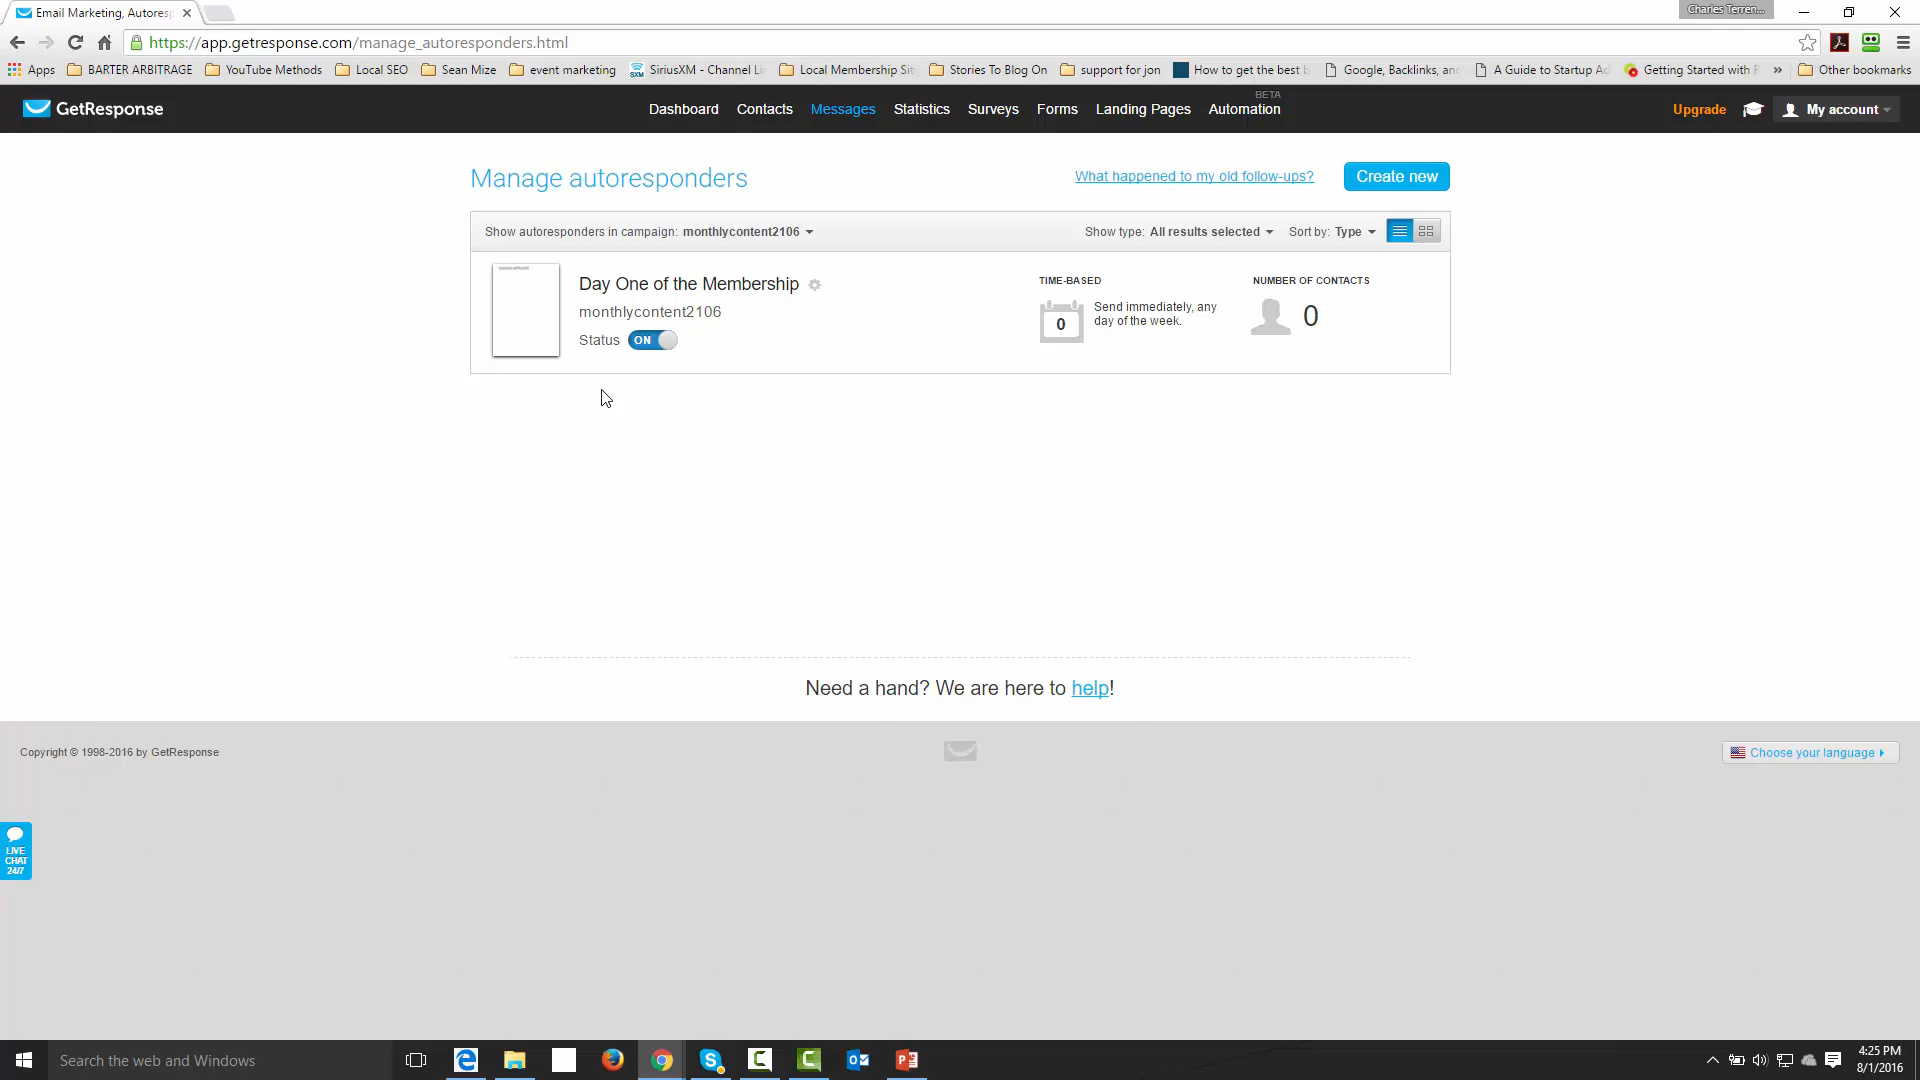 Email Marketing, Autoresp
Charles Terren...
https://app.getresponse.com/manage_autoresponders.html
Apps
BARTER ARBITRAGE
YouTube Methods
Local SEO
Sean Mize
event marketing
SiriusXM - Channel Li
Local Membership Sit
Stories To Blog On
support for jon
How to get the best b
Google, Backlinks, an
A Guide to Startup Ad
Getting Started with F
Other bookmarks
GetResponse
Dashboard
Contacts
Messages
Statistics
Surveys
Forms
Landing Pages
Automation
BETA
Upgrade
My account
Manage autoresponders
What happened to my old follow-ups?
Create new
Show autoresponders in campaign: monthlycontent2106
Show type: All results selected
Sort by: Type
Day One of the Membership
monthlycontent2106
Status ON
TIME-BASED
0
Send immediately, any
day of the week.
NUMBER OF CONTACTS
0
Need a hand? We are here to help!
Copyright © 1998-2016 by GetResponse
Choose your language
LIVE
CHAT
24/7
Search the web and Windows
4:25 PM
8/1/2016